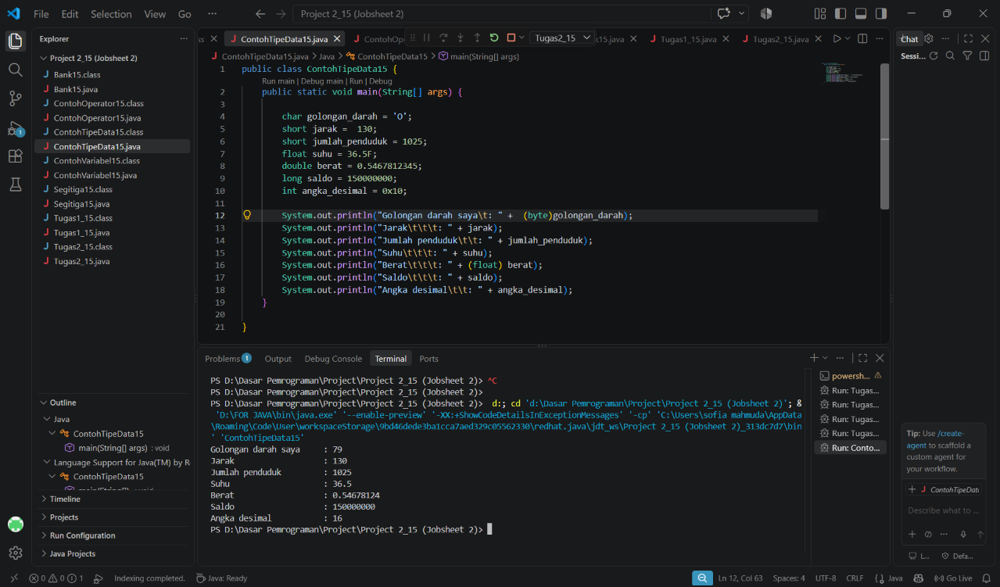 File Edit Selection View Go ··· Project 2_15 (Jobsheet 2)
Explorer ···
Project 2_15 (Jobsheet 2)
Bank15.class
Bank15.java
ContohOperator15.class
ContohOperator15.java
ContohTipeData15.class
ContohTipeData15.java
ContohVariabel15.class
ContohVariabel15.java
Segitiga15.class
Segitiga15.java
Tugas1_15.class
Tugas1_15.java
Tugas2_15.class
Tugas2_15.java
1
Outline
Java
ContohTipeData15
main(String[] args) : void
Language Support for Java(TM) by R
ContohTipeData15
Timeline
Projects
Run Configuration
Java Projects
ss ContohTipeData15.java ContohOp Tugas2_15 :15.java Tugas1_15.java Tugas2_15.java
ContohTipeData15.java > Java > ContohTipeData15 > main(String[] args)
1 public class ContohTipeData15 {
Run main | Debug main | Run | Debug
2 public static void main(String[] args) {
3
4 char golongan_darah = 'O';
5 short jarak =  130;
6 short jumlah_penduduk = 1025;
7 float suhu = 36.5F;
8 double berat = 0.5467812345;
9 long saldo = 150000000;
10 int angka_desimal = 0x10;
11
12 System.out.println("Golongan darah saya\t: " +  (byte)golongan_darah);
13 System.out.println("Jarak\t\t\t: " + jarak);
14 System.out.println("Jumlah penduduk\t\t: " + jumlah_penduduk);
15 System.out.println("Suhu\t\t\t: " + suhu);
16 System.out.println("Berat\t\t\t: " + (float) berat);
17 System.out.println("Saldo\t\t\t: " + saldo);
18 System.out.println("Angka desimal\t\t: " + angka_desimal);
19 }
20
21 }
Problems 1 Output Debug Console Terminal Ports
PS D:\Dasar Pemrograman\Project\Project 2_15 (Jobsheet 2)> ^C
PS D:\Dasar Pemrograman\Project\Project 2_15 (Jobsheet 2)>
PS D:\Dasar Pemrograman\Project\Project 2_15 (Jobsheet 2)>  d:; cd 'd:\Dasar Pemrograman\Project\Project 2_15 (Jobsheet 2)'; &
'D:\FOR JAVA\bin\java.exe' '--enable-preview' '-XX:+ShowCodeDetailsInExceptionMessages' '-cp' 'C:\Users\sofia mahmuda\AppData
\Roaming\Code\User\workspaceStorage\9bd46dede3ba1cca7aed329c05562330\redhat.java\jdt_ws\Project 2_15 (Jobsheet 2)_313dc7d7\bin
' 'ContohTipeData15'
Golongan darah saya : 79
Jarak : 130
Jumlah penduduk : 1025
Suhu : 36.5
Berat : 0.54678124
Saldo : 150000000
Angka desimal : 16
PS D:\Dasar Pemrograman\Project\Project 2_15 (Jobsheet 2)>
powersh...
Run: Tugas...
Run: Tugas...
Run: Tugas...
Run: Tugas...
Run: Conto...
Chat
Sessi...
Tip: Use /create-
agent to scaffold a
custom agent for
your workflow.
ContohTipeDat
Describe what to ...
L... Defa...
0 0 1 Indexing completed. Java: Ready Ln 12, Col 63 Spaces: 4 UTF-8 CRLF {} Java Go Live